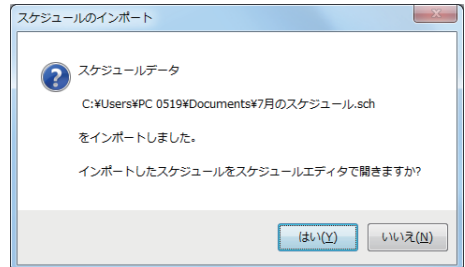 スケジュールのインポート
スケジュールデータ
C:¥Users¥PC 0519¥Documents¥7月のスケジュール.sch
をインポートしました。
インポートしたスケジュールをスケジュールエディタで開きますか?
はい(Y) いいえ(N)